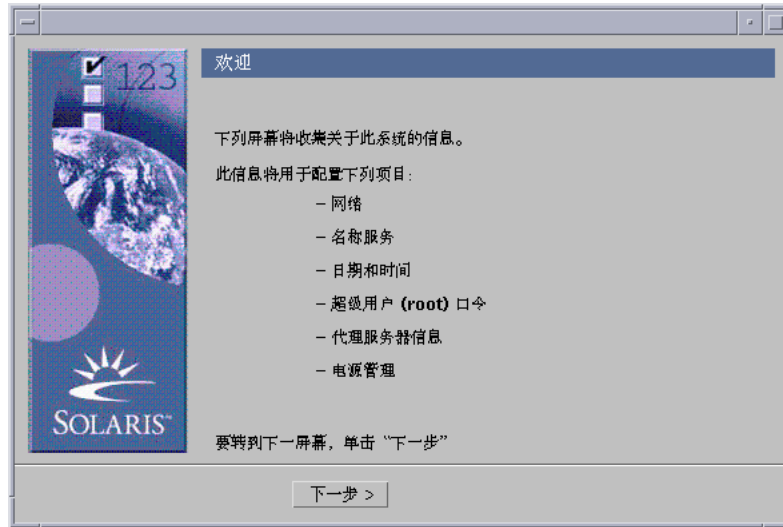 123
SOLARIS™
欢迎
下列屏幕将收集关于此系统的信息。
此信息将用于配置下列项目:
– 网络
– 名称服务
– 日期和时间
– 超级用户 (root) 口令
– 代理服务器信息
– 电源管理
要转到下一屏幕，单击“下一步”
下一步 >